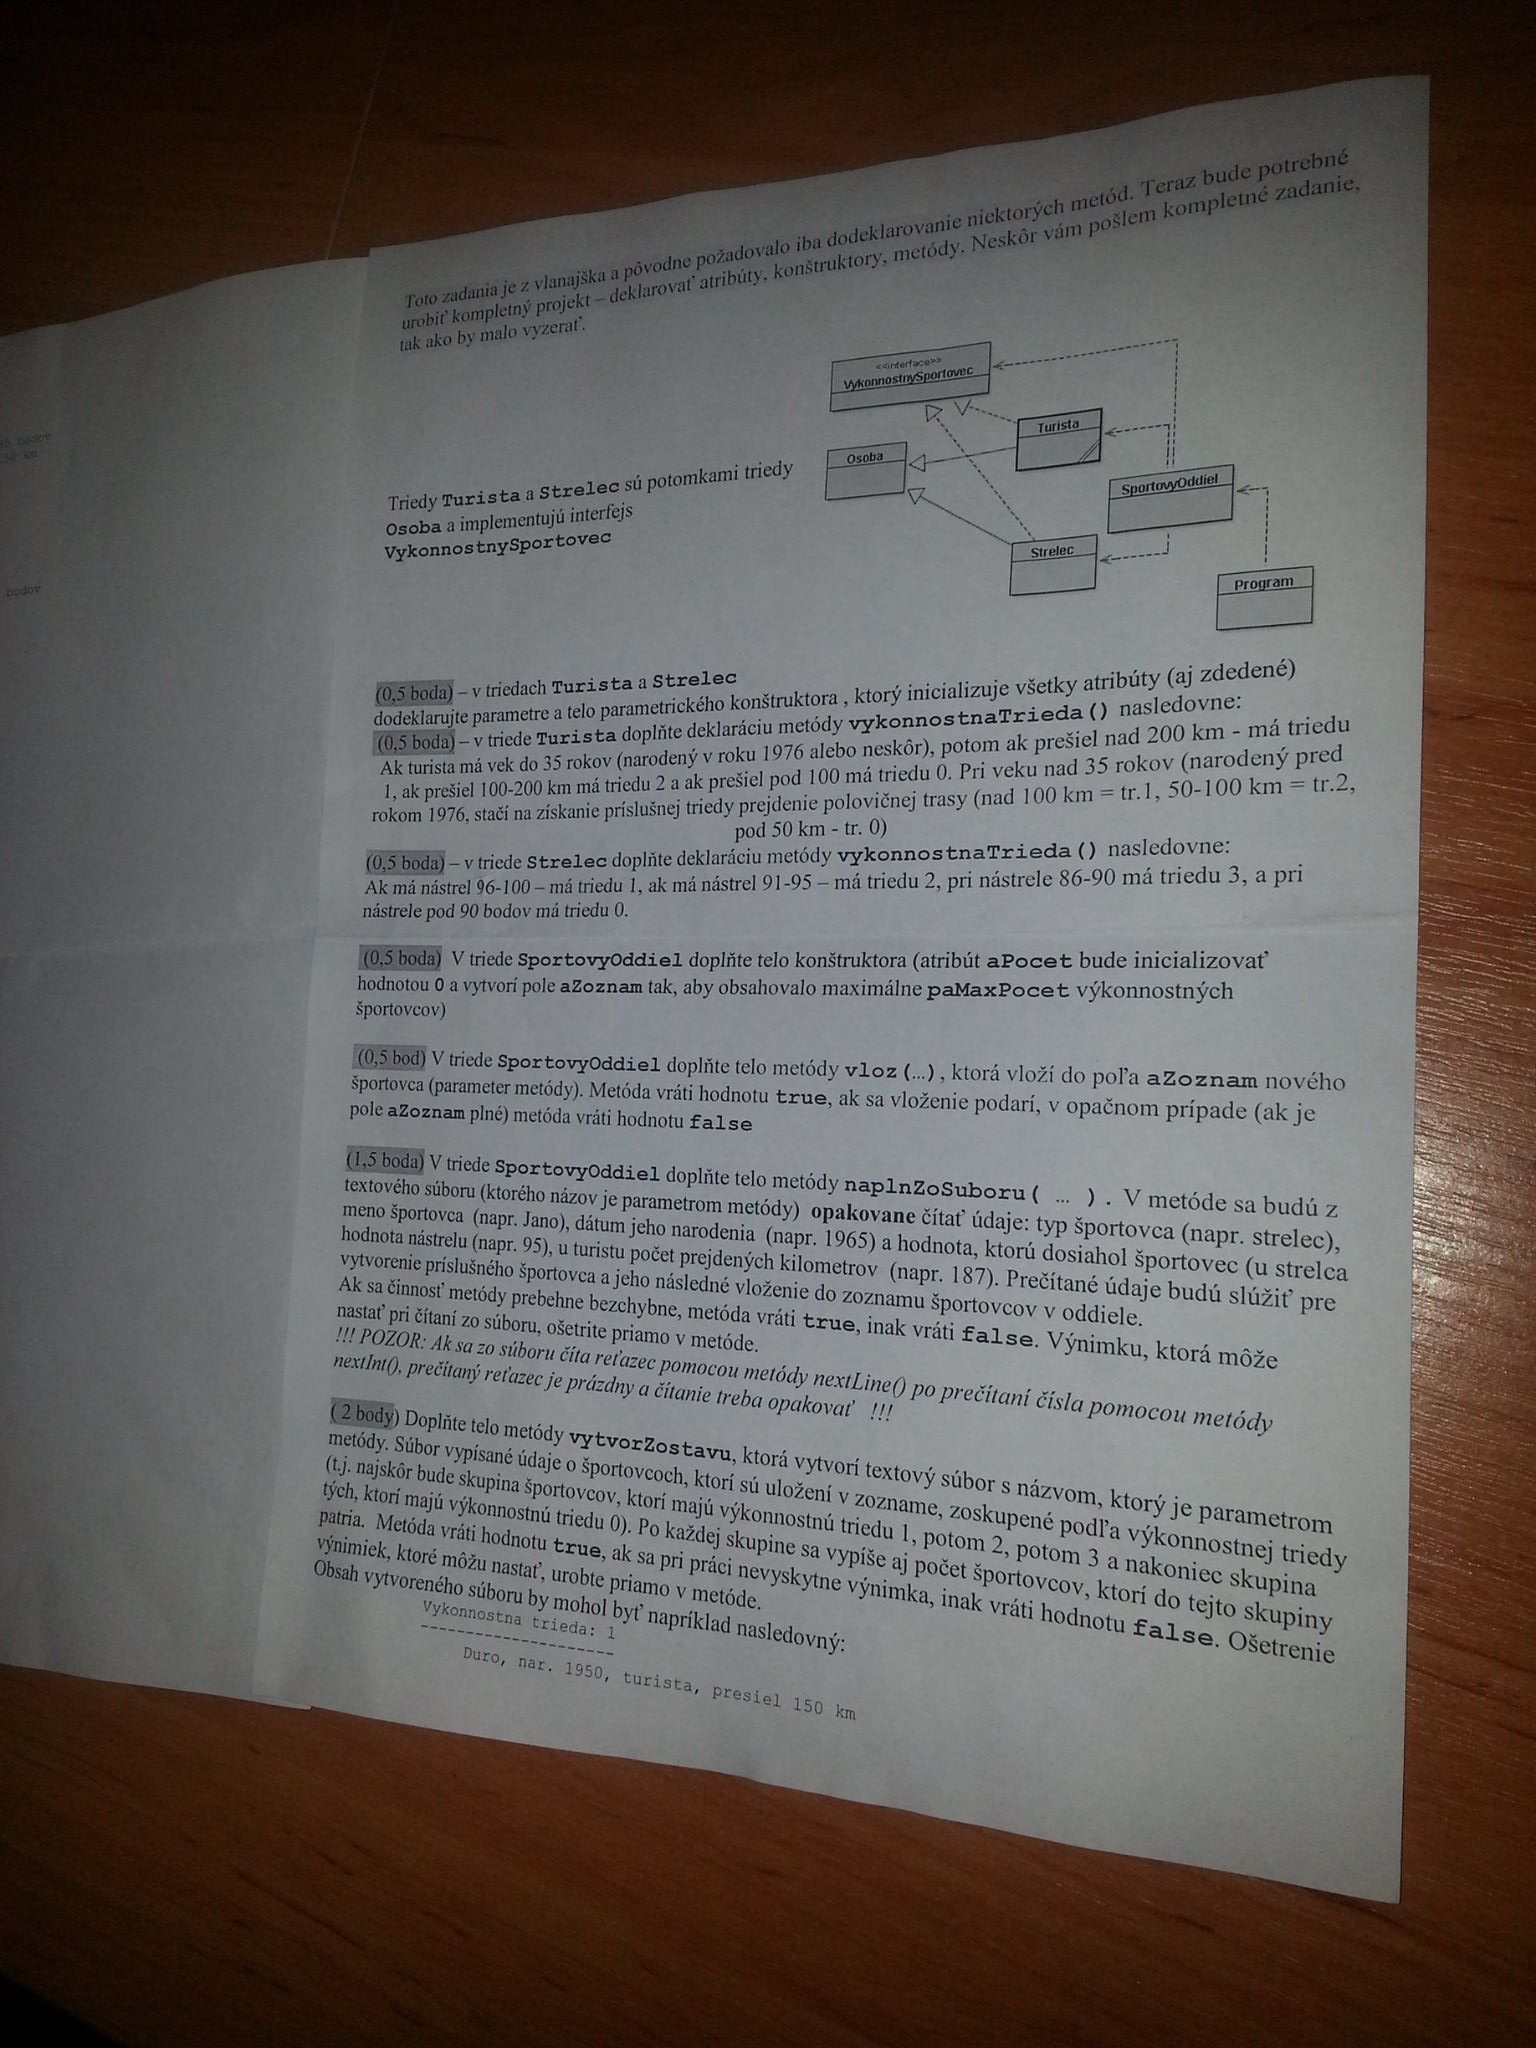 Toto zadania je z vlanajška a pôvodne požadovalo iba dodeklarovanie niektorých metód. Teraz bude potrebné
urobiť kompletný projekt – deklarovať atribúty, konštruktory, metódy. Neskôr vám pošlem kompletné zadanie,
tak ako by malo vyzerať.
<<interface>>
VykonnostnySportovec
Turista
Osoba
SportovyOddiel
Strelec
Program
Triedy Turista a Strelec sú potomkami triedy
Osoba a implementujú interfejs
VykonnostnySportovec
(0,5 boda) – v triedach Turista a Strelec
dodeklarujte parametre a telo parametrického konštruktora , ktorý inicializuje všetky atribúty (aj zdedené)
(0,5 boda) – v triede Turista doplňte deklaráciu metódy vykonnostnaTrieda() nasledovne:
Ak turista má vek do 35 rokov (narodený v roku 1976 alebo neskôr), potom ak prešiel nad 200 km - má triedu
1, ak prešiel 100-200 km má triedu 2 a ak prešiel pod 100 má triedu 0. Pri veku nad 35 rokov (narodený pred
rokom 1976, stačí na získanie príslušnej triedy prejdenie polovičnej trasy (nad 100 km = tr.1, 50-100 km = tr.2,
pod 50 km - tr. 0)
(0,5 boda) – v triede Strelec doplňte deklaráciu metódy vykonnostnaTrieda() nasledovne:
Ak má nástrel 96-100 – má triedu 1, ak má nástrel 91-95 – má triedu 2, pri nástrele 86-90 má triedu 3, a pri
nástrele pod 90 bodov má triedu 0.
(0,5 boda) V triede SportovyOddiel doplňte telo konštruktora (atribút aPocet bude inicializovať
hodnotou 0 a vytvorí pole aZoznam tak, aby obsahovalo maximálne paMaxPocet výkonnostných
športovcov)
(0,5 bod) V triede SportovyOddiel doplňte telo metódy vloz(…), ktorá vloží do poľa aZoznam nového
športovca (parameter metódy). Metóda vráti hodnotu true, ak sa vloženie podarí, v opačnom prípade (ak je
pole aZoznam plné) metóda vráti hodnotu false
(1,5 boda) V triede SportovyOddiel doplňte telo metódy naplnZoSuboru( … ). V metóde sa budú z
textového súboru (ktorého názov je parametrom metódy) opakovane čítať údaje: typ športovca (napr. strelec),
meno športovca (napr. Jano), dátum jeho narodenia (napr. 1965) a hodnota, ktorú dosiahol športovec (u strelca
hodnota nástrelu (napr. 95), u turistu počet prejdených kilometrov (napr. 187). Prečítané údaje budú slúžiť pre
vytvorenie príslušného športovca a jeho následné vloženie do zoznamu športovcov v oddiele.
Ak sa činnosť metódy prebehne bezchybne, metóda vráti true, inak vráti false. Výnimku, ktorá môže
nastať pri čítaní zo súboru, ošetrite priamo v metóde.
!!! POZOR: Ak sa zo súboru číta reťazec pomocou metódy nextLine() po prečítaní čísla pomocou metódy
nextInt(), prečítaný reťazec je prázdny a čítanie treba opakovať !!!
( 2 body) Doplňte telo metódy vytvorZostavu, ktorá vytvorí textový súbor s názvom, ktorý je parametrom
metódy. Súbor vypísané údaje o športovcoch, ktorí sú uložení v zozname, zoskupené podľa výkonnostnej triedy
(t.j. najskôr bude skupina športovcov, ktorí majú výkonnostnú triedu 1, potom 2, potom 3 a nakoniec skupina
tých, ktorí majú výkonnostnú triedu 0). Po každej skupine sa vypíše aj počet športovcov, ktorí do tejto skupiny
patria. Metóda vráti hodnotu true, ak sa pri práci nevyskytne výnimka, inak vráti hodnotu false. Ošetrenie
výnimiek, ktoré môžu nastať, urobte priamo v metóde.
Obsah vytvoreného súboru by mohol byť napríklad nasledovný:
Vykonnostna trieda: 1
---------------------
Duro, nar. 1950, turista, presiel 150 km
bodov
km
bodov